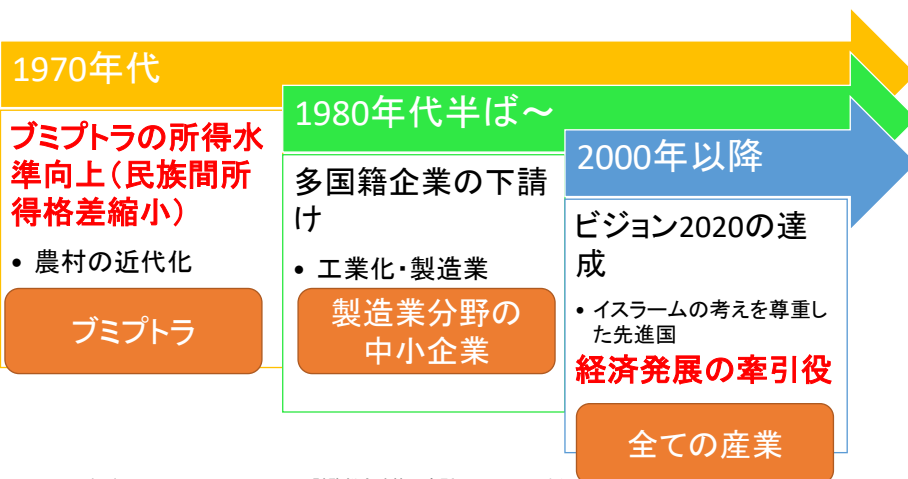 1970年代
ブミプトラの所得水
準向上（民族間所
得格差縮小）
• 農村の近代化
ブミプトラ
1980年代半ば～
多国籍企業の下請
け
• 工業化・製造業
製造業分野の
中小企業
2000年以降
ビジョン2020の達
成
• イスラームの考えを尊重し
た先進国
経済発展の牽引役
全ての産業